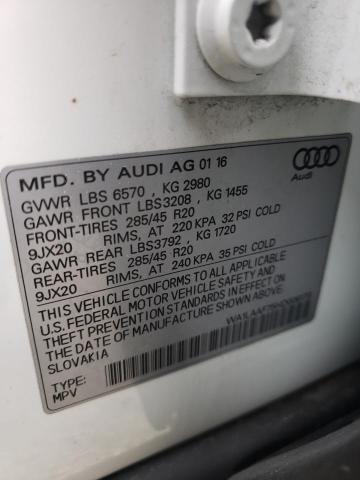 MFD. BY AUDI AG 01 16
GVWR LBS 6570 , KG 2980
GAWR FRONT LBS3208 , KG 1455
FRONT-TIRES 285/45 R20
9JX20 RIMS, AT 220 KPA 32 PSI COLD
GAWR REAR LBS3792 , KG 1720
REAR-TIRES 285/45 R20
9JX20 RIMS, AT 240 KPA 35 PSI COLD
THIS VEHICLE CONFORMS TO ALL APPLICABLE
U.S. FEDERAL MOTOR VEHICLE SAFETY AND
THEFT PREVENTION STANDARDS IN EFFECT ON
THE DATE OF MANUFACTURE SHOWN ABOVE.
SLOVAKIA
TYPE:
MPV
Audi